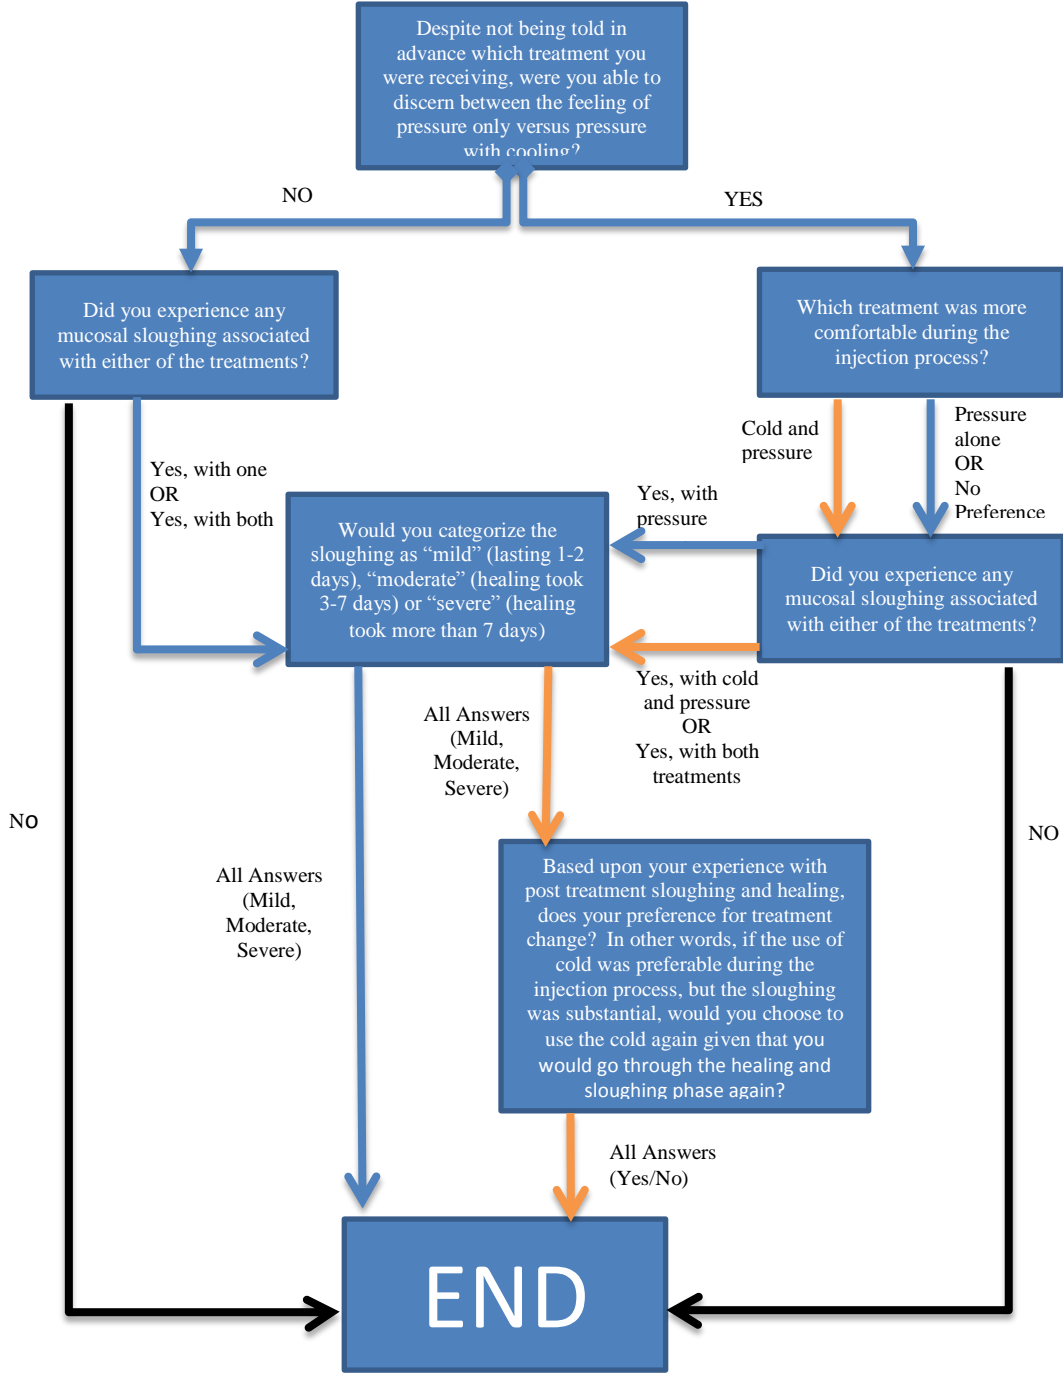 Despite not being told in
advance which treatment you
were receiving, were you able to
discern between the feeling of
pressure only versus pressure
with cooling?
NO
YES
Did you experience any
mucosal sloughing associated
with either of the treatments?
Which treatment was more
comfortable during the
injection process?
Cold and
pressure
Pressure
alone
OR
No
Preference
Yes, with one
OR
Yes, with both
Yes, with
pressure
Would you categorize the
sloughing as “mild” (lasting 1-2
days), “moderate” (healing took
3-7 days) or “severe” (healing
took more than 7 days)
Did you experience any
mucosal sloughing associated
with either of the treatments?
Yes, with cold
and pressure
OR
Yes, with both
treatments
All Answers
(Mild,
Moderate,
Severe)
NO
NO
All Answers
(Mild,
Moderate,
Severe)
Based upon your experience with
post treatment sloughing and healing,
does your preference for treatment
change?  In other words, if the use of
cold was preferable during the
injection process, but the sloughing
was substantial, would you choose to
use the cold again given that you
would go through the healing and
sloughing phase again?
All Answers
(Yes/No)
END